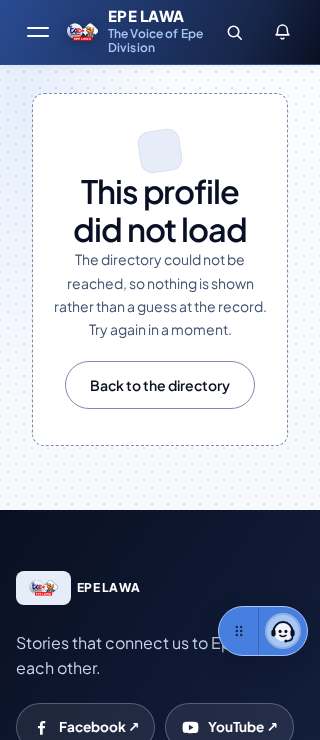 EPE LAWA
The Voice of Epe
Division
This profile
did not load
The directory could not be
reached, so nothing is shown
rather than a guess at the record.
Try again in a moment.
Back to the directory
EPE LAWA
Stories that connect us to
each other.
Facebook ↗
YouTube ↗